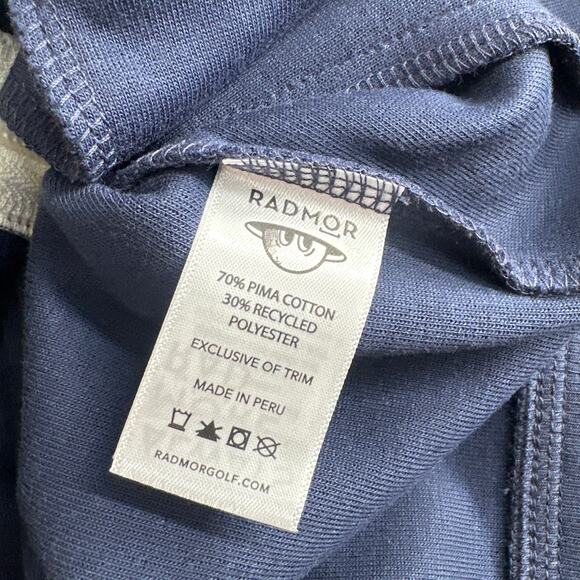 RADMOR
70% PIMA COTTON
30% RECYCLED
POLYESTER
EXCLUSIVE OF TRIM
MADE IN PERU
RADMORGOLF.COM